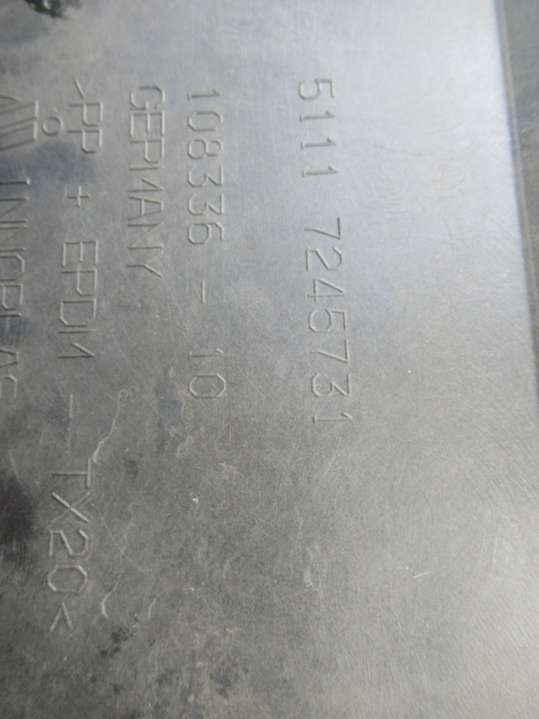 5111 7245731
108336 - 10
GERMANY
>PP + EPDM - TX20<